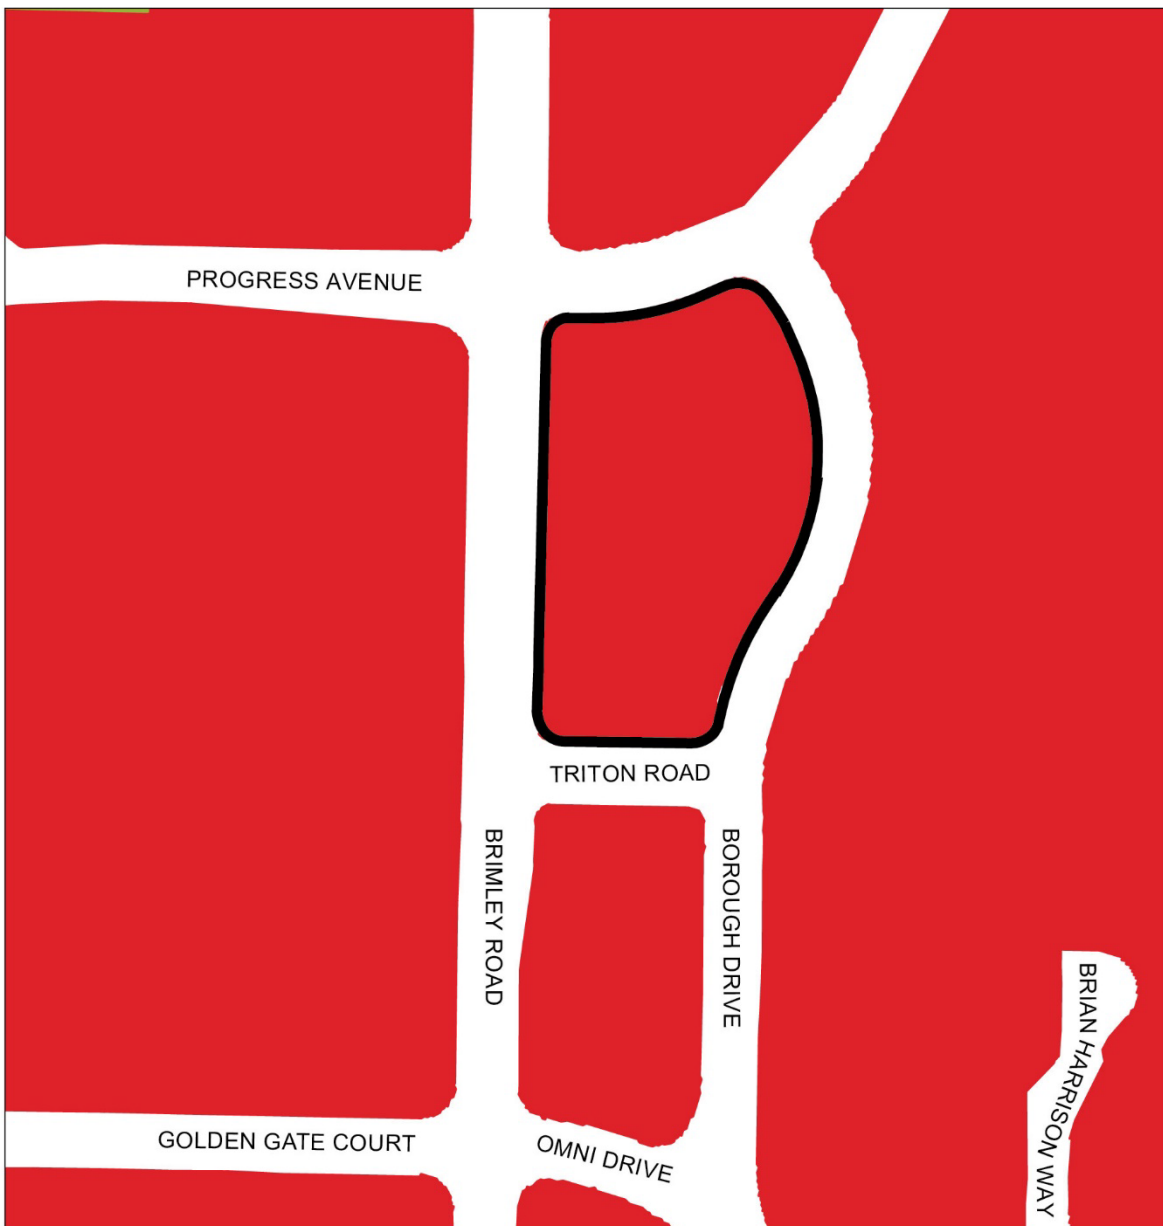 PROGRESS AVENUE
TRITON ROAD
BRIMLEY ROAD
BOROUGH DRIVE
BRIAN HARRISON WAY
GOLDEN GATE COURT
OMNI DRIVE